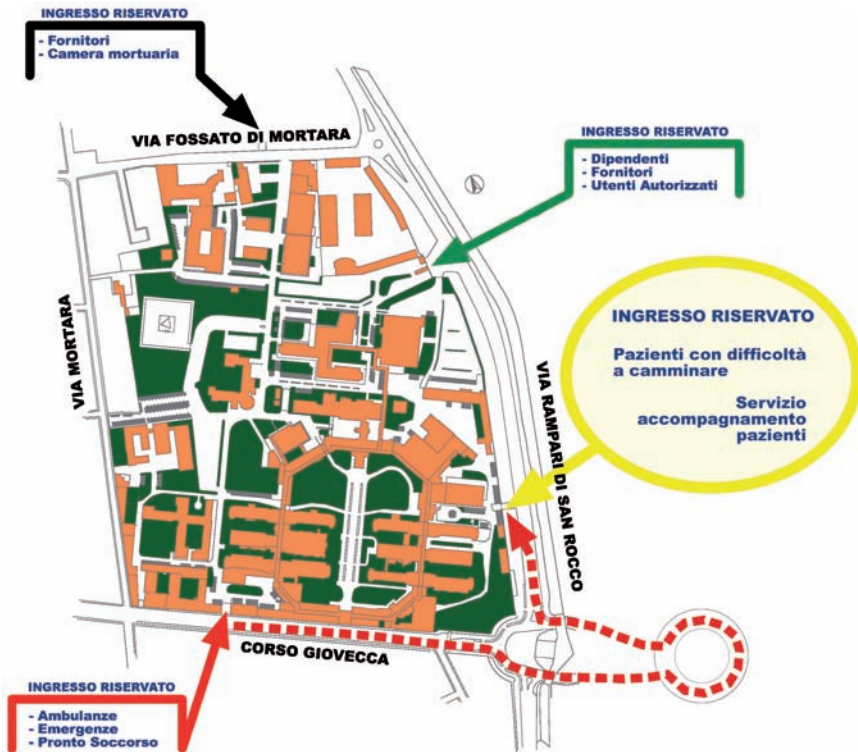 INGRESSO RISERVATO
- Fornitori
- Camera mortuaria
VIA FOSSATO DI MORTARA
INGRESSO RISERVATO
- Dipendenti
- Fornitori
- Utenti Autorizzati
INGRESSO RISERVATO
Pazienti con difficoltà
a camminare
Servizio
accompagnamento
pazienti
VIA MORTARA
VIA RAMPARI DI SAN ROCCO
CORSO GIOVECCA
INGRESSO RISERVATO
- Ambulanze
- Emergenze
- Pronto Soccorso